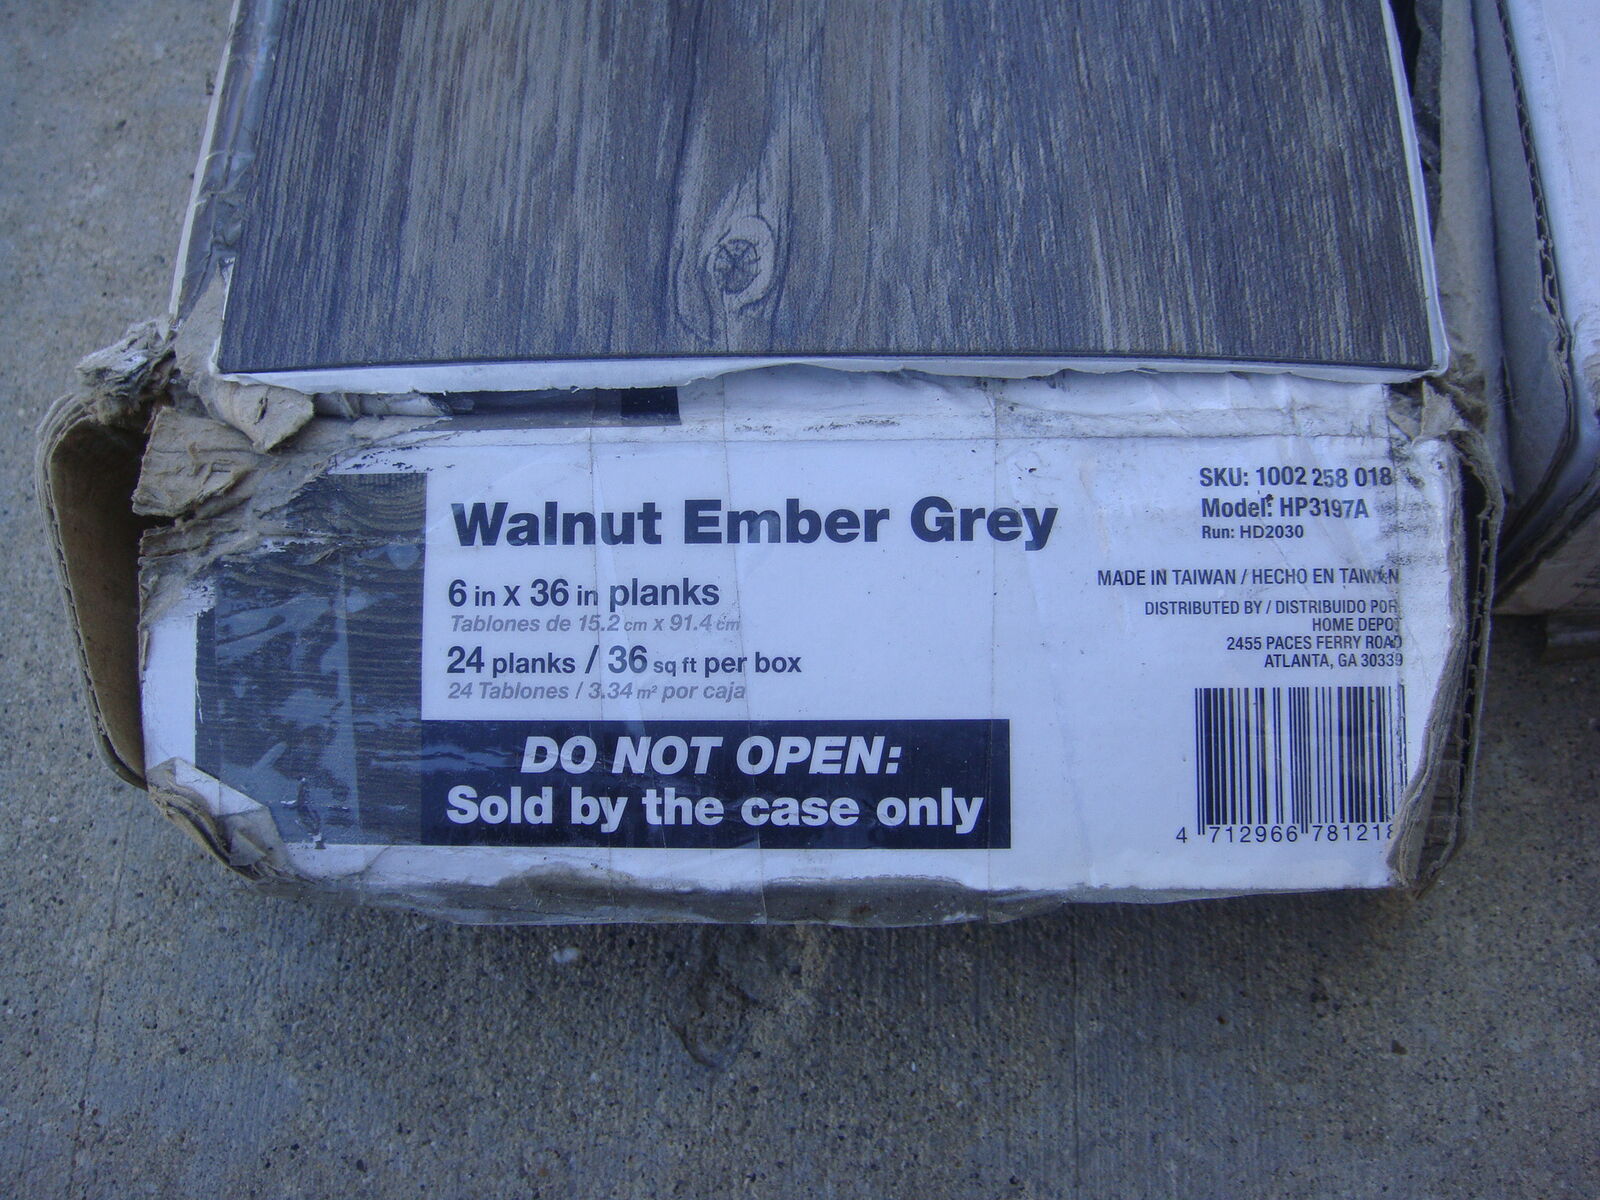 Walnut Ember Grey
6 in x 36 in planks
Tablones de 15.2 cm x 91.4 cm
24 planks / 36 sq ft per box
24 Tablones / 3.34 m² por caja
DO NOT OPEN:
Sold by the case only
SKU: 1002 258 018
Model: HP3197A
Run: HD2030
MADE IN TAIWAN / HECHO EN TAIWAN
DISTRIBUTED BY / DISTRIBUIDO POR
HOME DEPOT
2455 PACES FERRY ROAD
ATLANTA, GA 30339
4 712966 781218